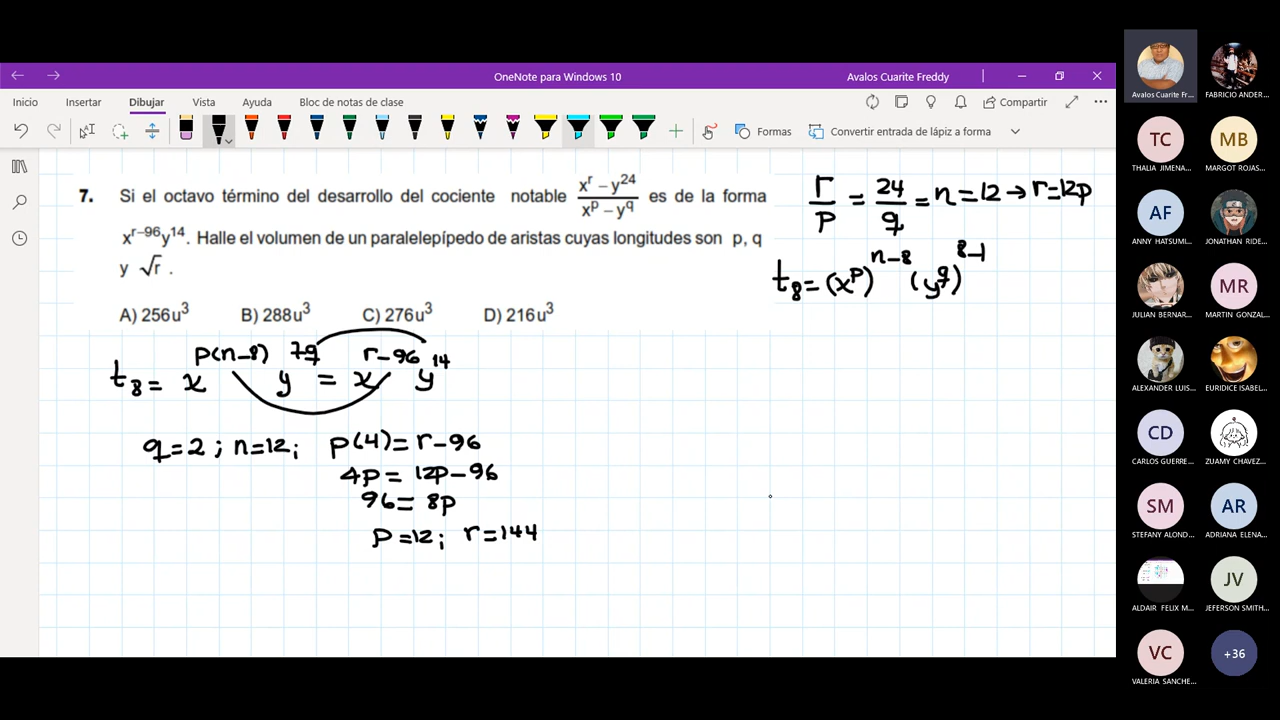 OneNote para Windows 10
Avalos Cuarite Freddy
Inicio Insertar Dibujar Vista Ayuda Bloc de notas de clase
Compartir
Formas Convertir entrada de lápiz a forma
7. Si el octavo término del desarrollo del cociente notable (x^r – y^24)/(x^p – y^q) es de la forma
x^(r–96)y^14. Halle el volumen de un paralelepípedo de aristas cuyas longitudes son p, q
y √r .
A) 256u³ B) 288u³ C) 276u³ D) 216u³
r/p = 24/q = n = 12 → r=12p
t₈ = (x^p)^(n-8) (y^q)^(8-1)
t₈ = x^(p(n-8)) y^(7q) = x^(r-96) y^14
q=2 ; n=12 ; p(4) = r-96
4p = 12p-96
96 = 8p
p=12 ; r=144
Avalos Cuarite Fr...
FABRICIO ANDER...
TC
THALIA JIMENA...
MB
MARGOT ROJAS...
AF
ANNY HATSUMI...
JONATHAN RIDE...
JULIAN BERNAR...
MR
MARTIN GONZAL...
ALEXANDER LUIS...
EURIDICE ISABEL...
CD
CARLOS GUERRE...
ZUAMY CHAVEZ...
SM
STEFANY ALOND...
AR
ADRIANA ELENA...
ALDAIR FELIX M...
JV
JEFERSON SMITH...
VC
VALERIA SANCHE...
+36